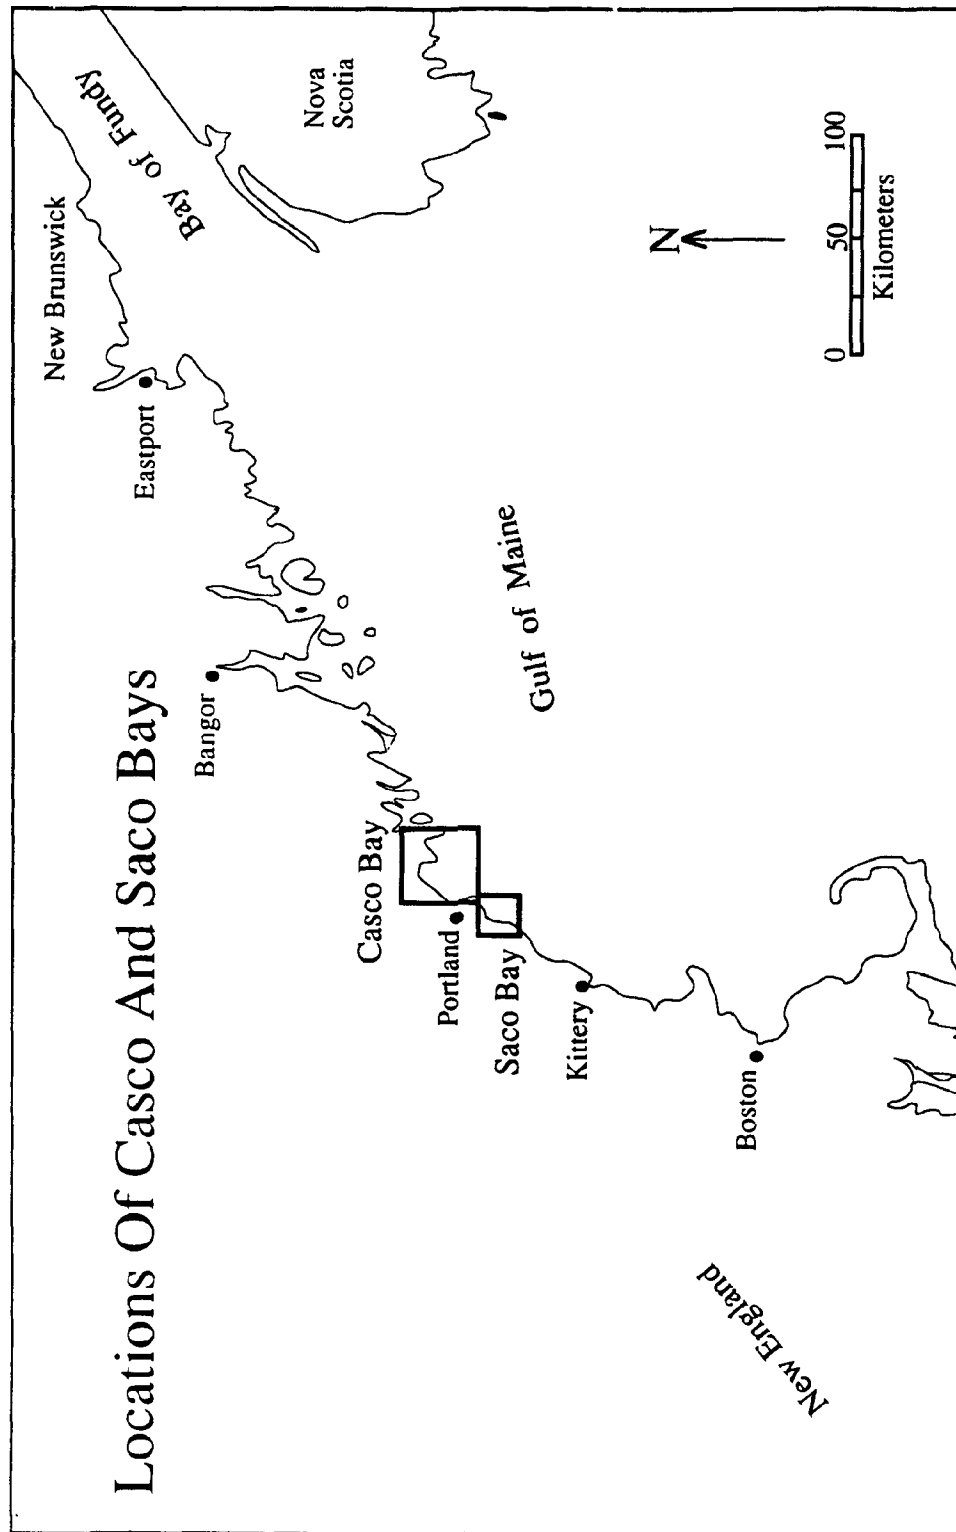 Locations Of Casco And Saco Bays
New Brunswick
Bay of Fundy
Nova
Scotia
Eastport
Bangor
Gulf of Maine
Casco Bay
Portland
Saco Bay
Kittery
Boston
New England
N
0 50 100
Kilometers